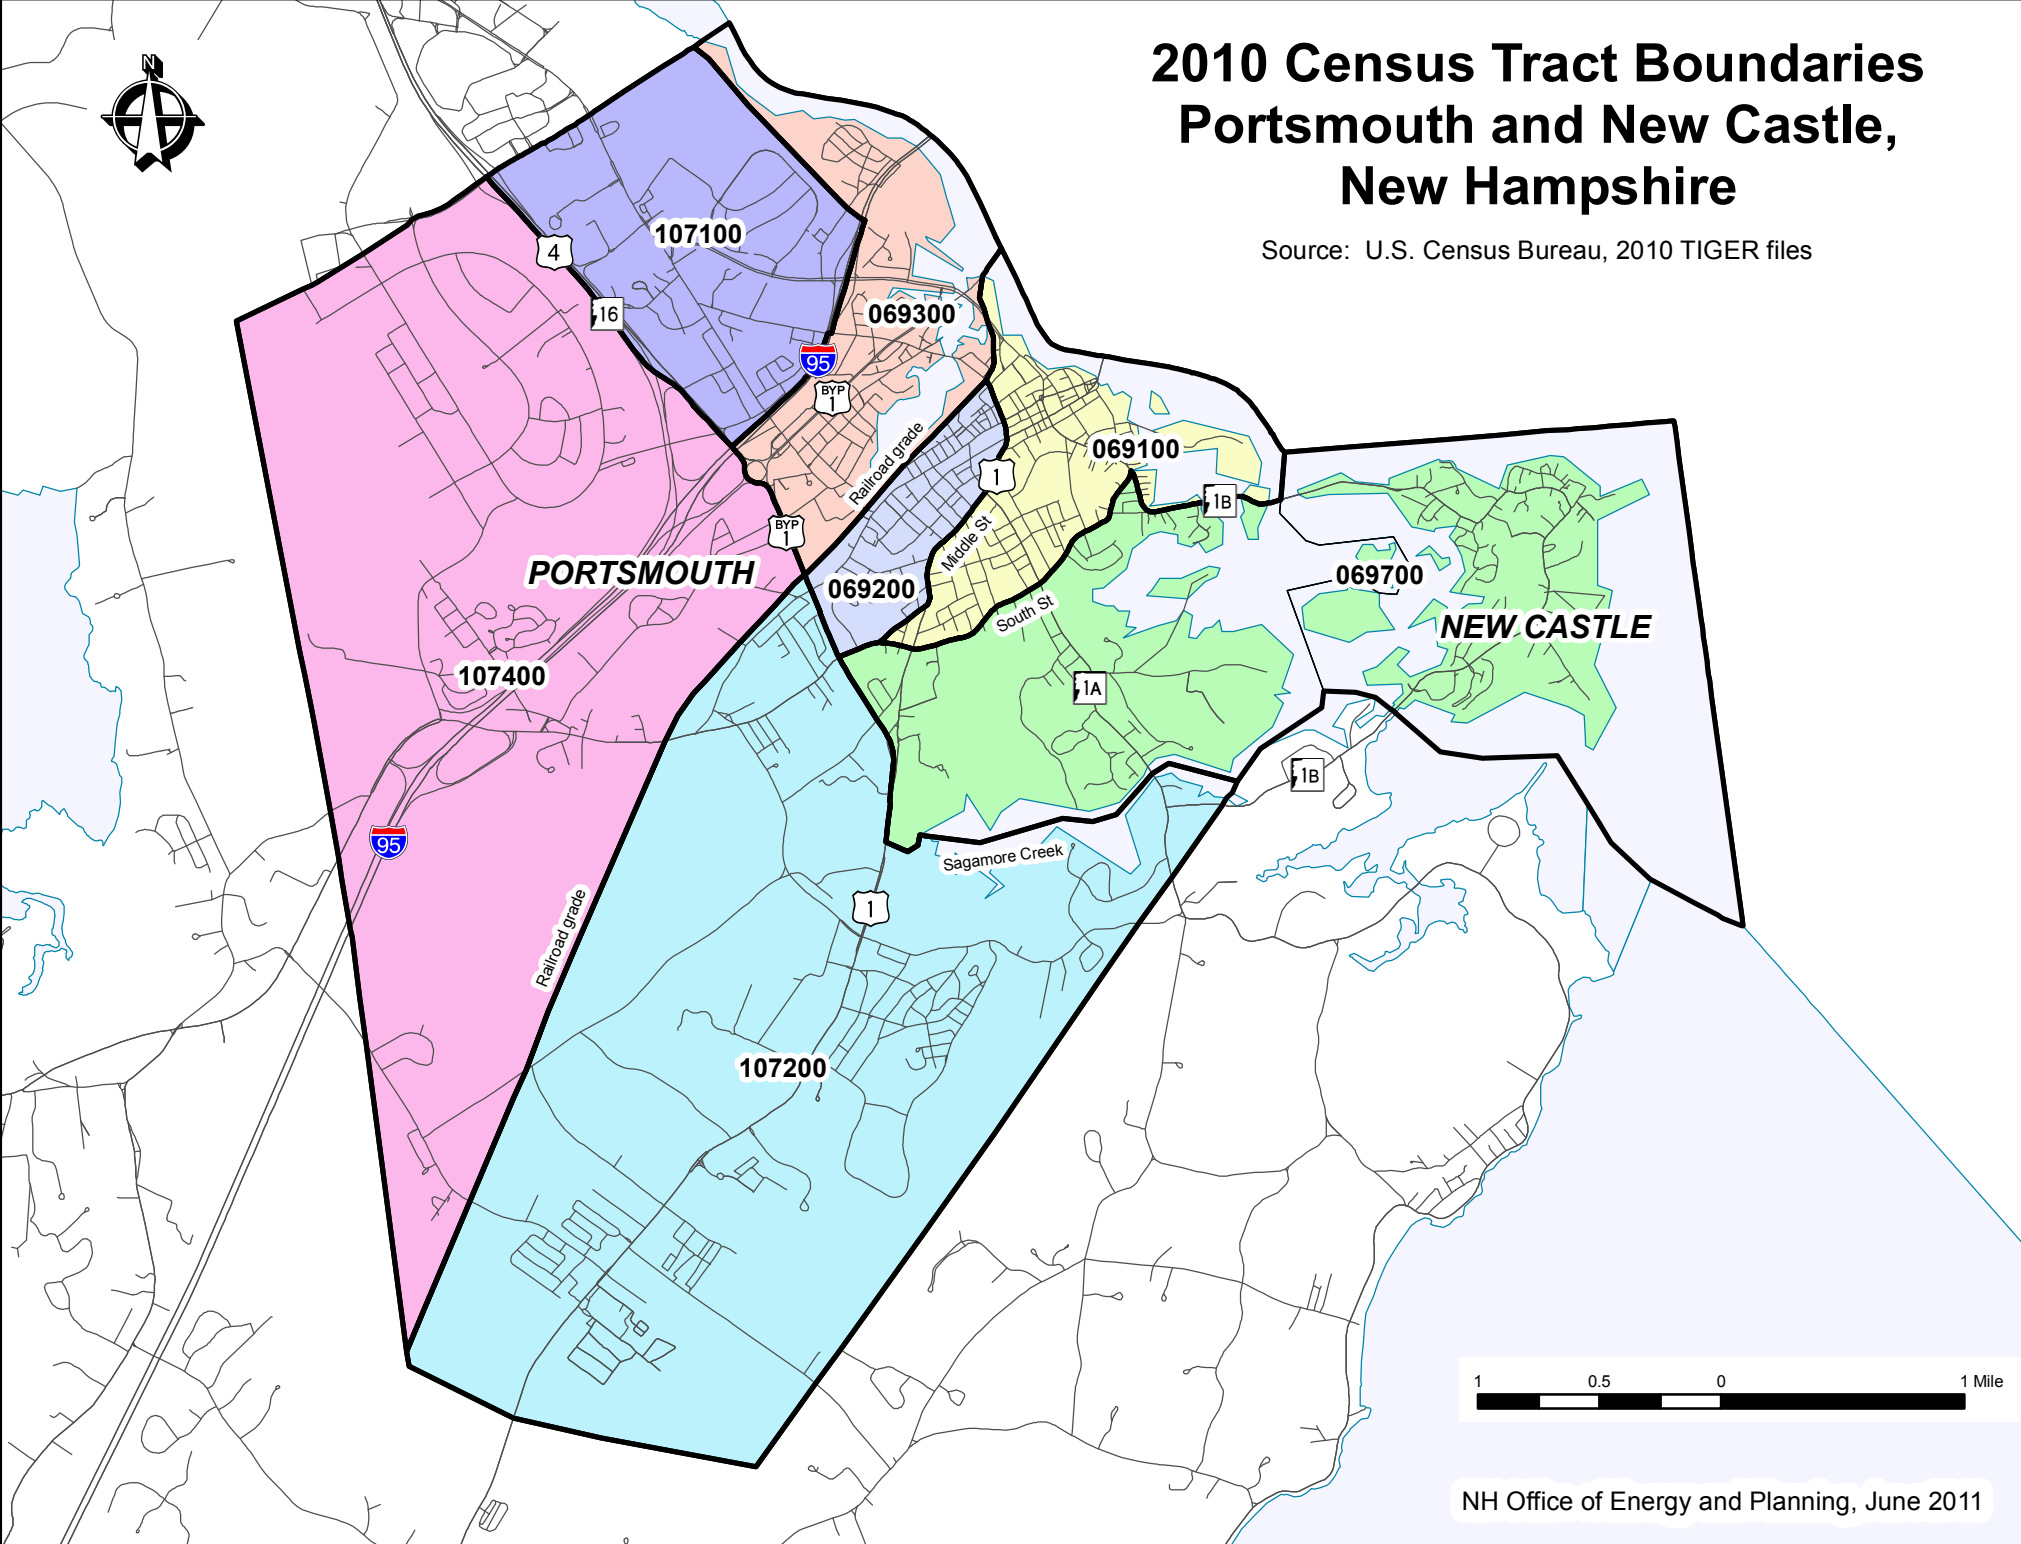 2010 Census Tract Boundaries
Portsmouth and New Castle,
New Hampshire
Source:  U.S. Census Bureau, 2010 TIGER files
N
107100
4
16
069300
95
BYP
1
Railroad grade
069100
1
1B
BYP
1
Middle St
PORTSMOUTH
069200
069700
South St
NEW CASTLE
107400
1A
1B
95
Sagamore Creek
1
Railroad grade
107200
1 0.5 0 1 Mile
NH Office of Energy and Planning, June 2011